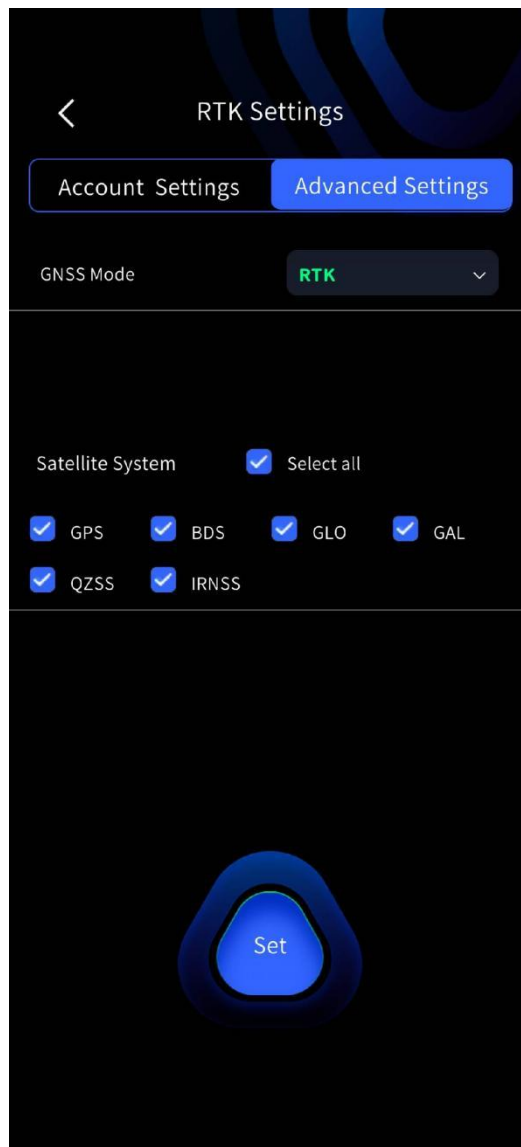 RTK Settings
Account Settings Advanced Settings
GNSS Mode RTK
Satellite System Select all
GPS BDS GLO GAL
QZSS IRNSS
Set